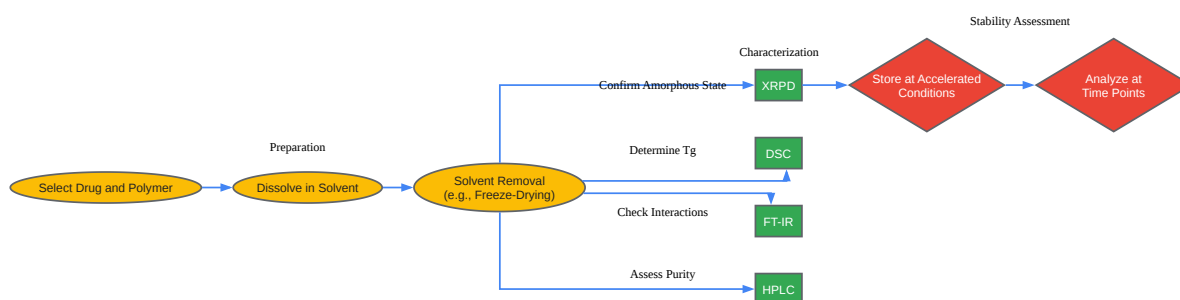 Stability Assessment
Characterization
Confirm Amorphous State
XRPD
Store at Accelerated
Conditions
Analyze at
Time Points
Preparation
Determine Tg
DSC
Select Drug and Polymer
Dissolve in Solvent
Solvent Removal
(e.g., Freeze-Drying)
Check Interactions
FT-IR
Assess Purity
HPLC